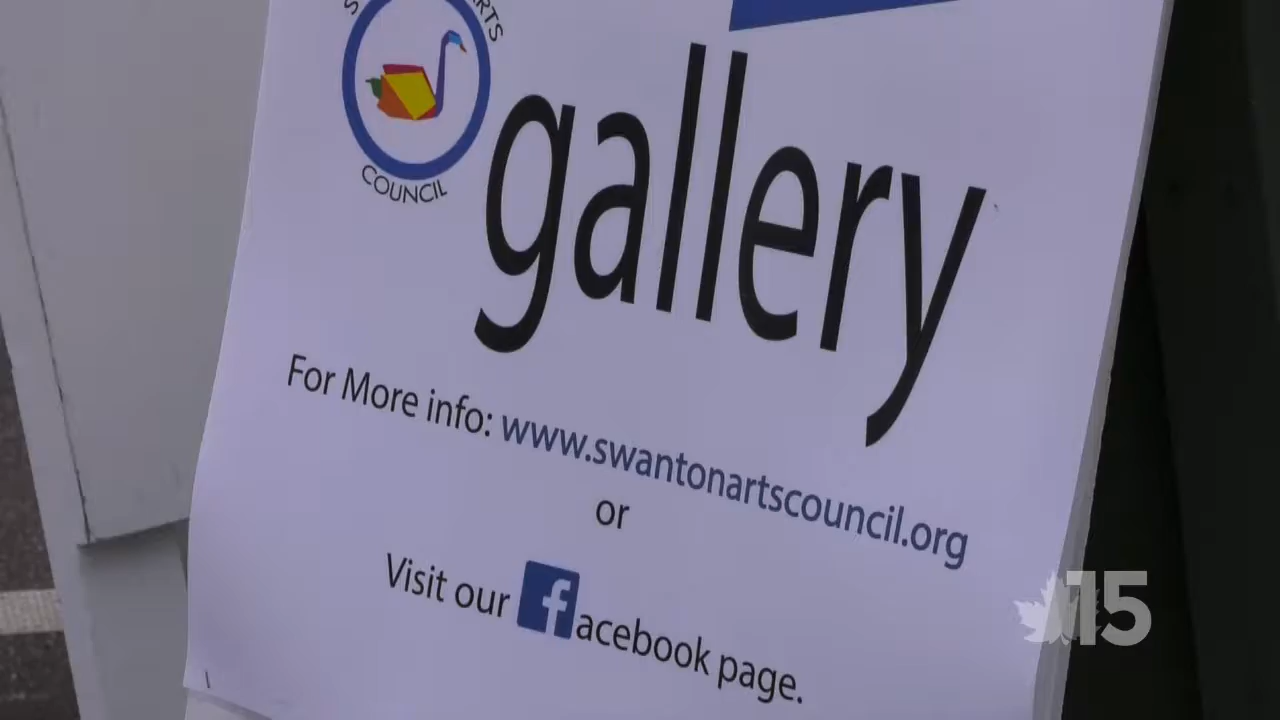 COUNCIL
gallery
For More info: www.swantonartscouncil.org
or
Visit our facebook page.
15